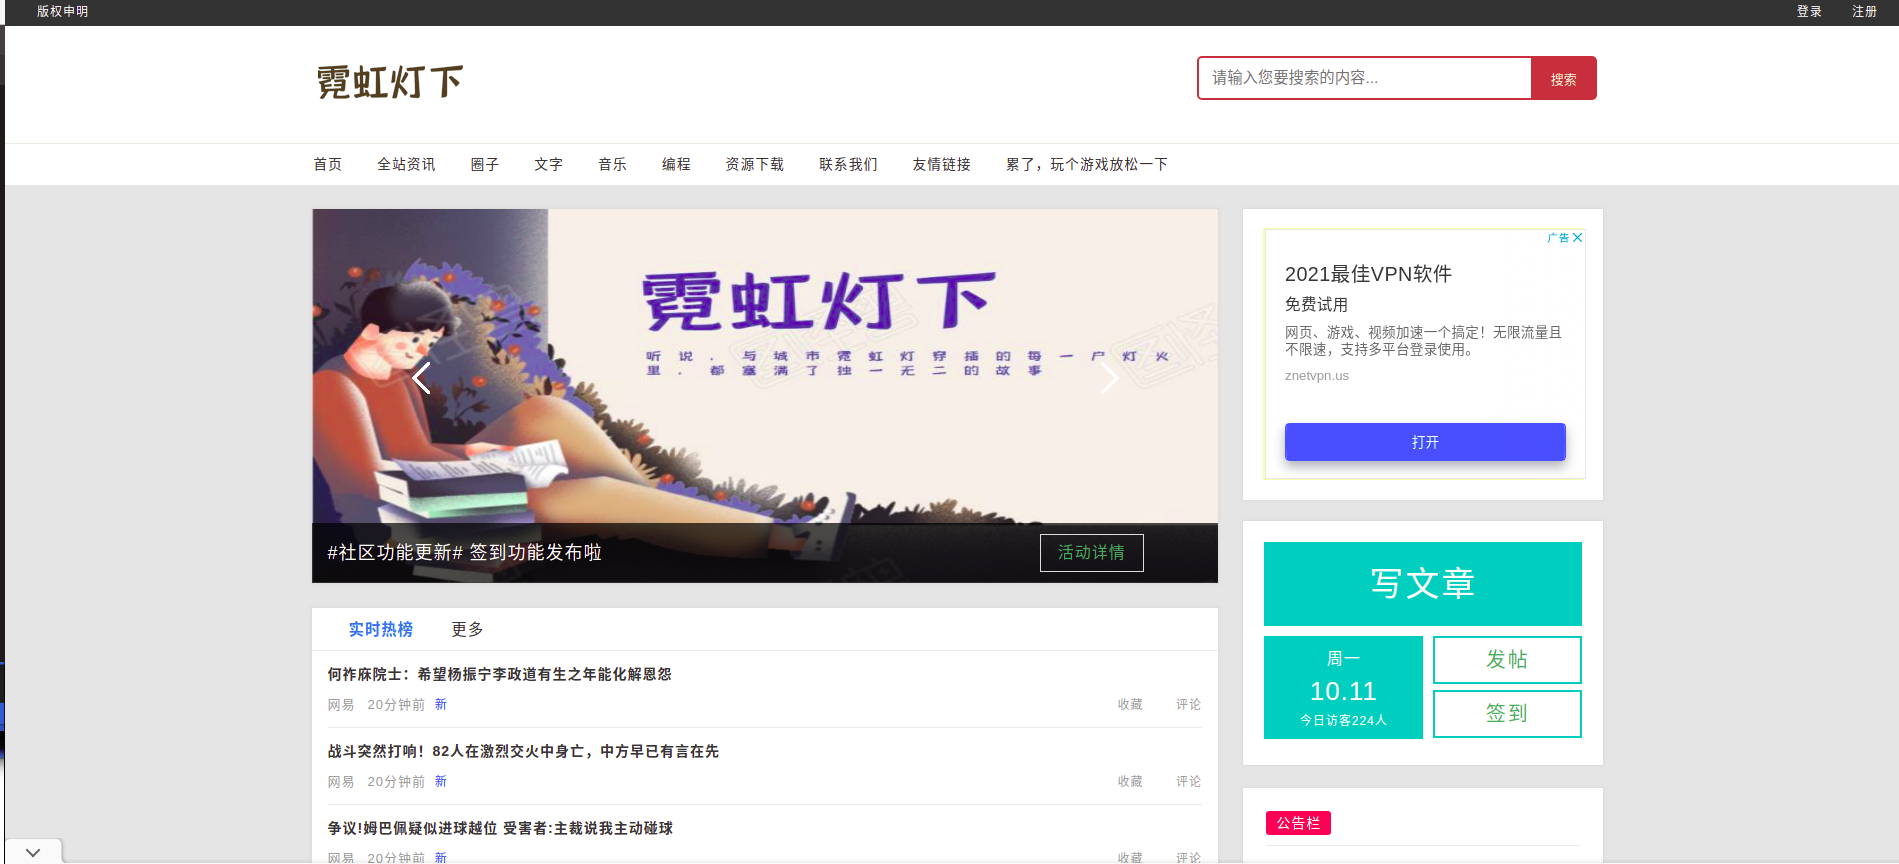 版权申明
登录
注册
霓虹灯下
请输入您要搜索的内容...
搜索
首页
全站资讯
圈子
文字
音乐
编程
资源下载
联系我们
友情链接
累了，玩个游戏放松一下
霓虹灯下
听说．与城市霓虹灯穿插的每一户灯火
里．都塞满了独一无二的故事
#社区功能更新# 签到功能发布啦
活动详情
广告
2021最佳VPN软件
免费试用
网页、游戏、视频加速一个搞定！无限流量且
不限速，支持多平台登录使用。
znetvpn.us
打开
写文章
周一
10.11
今日访客224人
发帖
签到
公告栏
实时热榜
更多
何祚庥院士：希望杨振宁李政道有生之年能化解恩怨
网易 20分钟前 新
收藏
评论
战斗突然打响！82人在激烈交火中身亡，中方早已有言在先
网易 20分钟前 新
收藏
评论
争议!姆巴佩疑似进球越位 受害者:主裁说我主动碰球
网易 20分钟前 新
收藏
评论